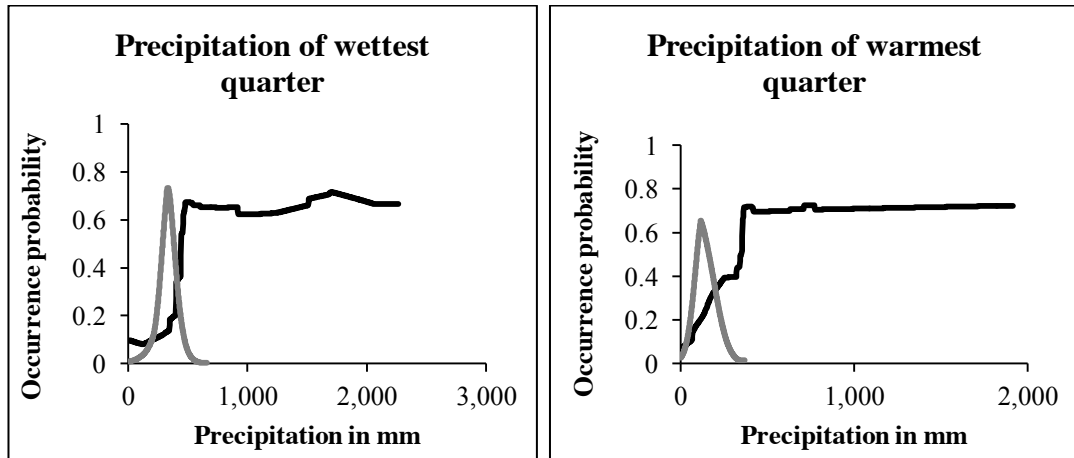 Precipitation of wettest
quarter
Occurrence probability
1
0.8
0.6
0.4
0.2
0
0
1,000
2,000
3,000
Precipitation in mm
Precipitation of warmest
quarter
Occurrence probability
1
0.8
0.6
0.4
0.2
0
0
1,000
2,000
Precipitation in mm